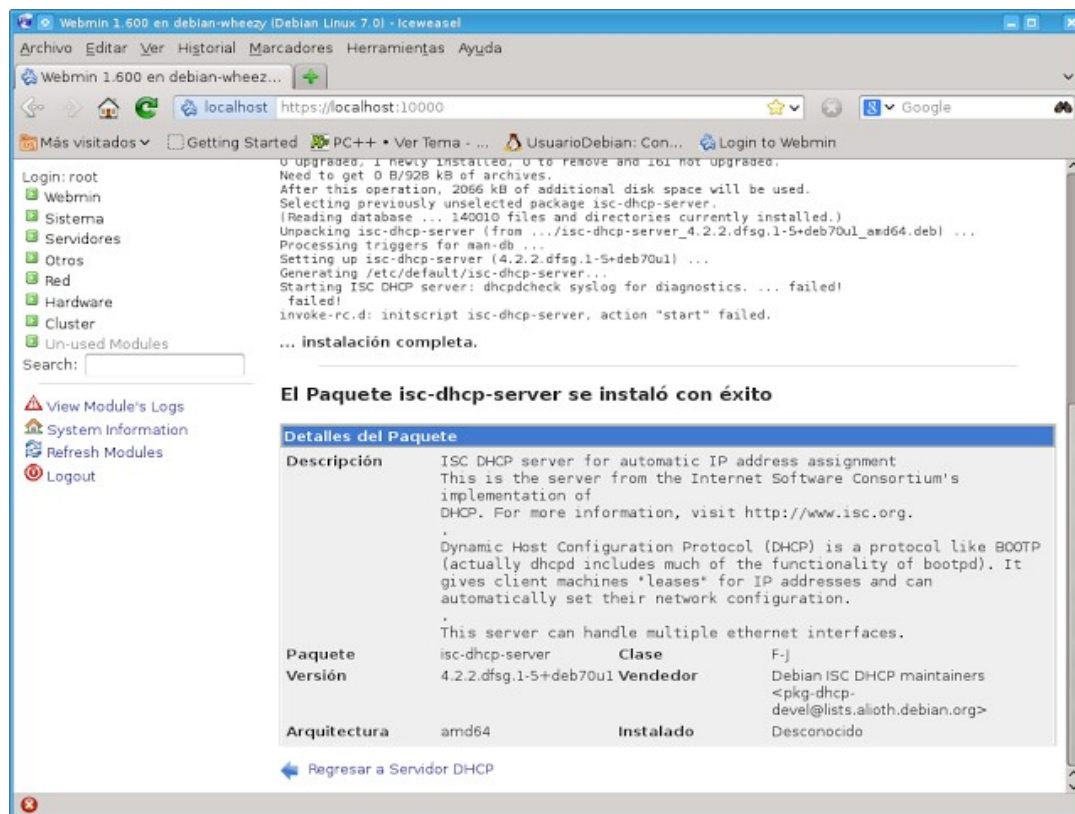 Webmin 1.600 en debian-wheezy (Debian Linux 7.0) - Iceweasel
Archivo Editar Ver Historial Marcadores Herramientas Ayuda
Webmin 1.600 en debian-wheez...
localhost https://localhost:10000 Google
Más visitados Getting Started PC++ • Ver Tema - ... UsuarioDebian: Con... Login to Webmin
Login: root
Webmin
Sistema
Servidores
Otros
Red
Hardware
Cluster
Un-used Modules
Search:
View Module's Logs
System Information
Refresh Modules
Logout
0 upgraded, 1 newly installed, 0 to remove and 161 not upgraded.
Need to get 0 B/928 kB of archives.
After this operation, 2066 kB of additional disk space will be used.
Selecting previously unselected package isc-dhcp-server.
(Reading database ... 140010 files and directories currently installed.)
Unpacking isc-dhcp-server (from .../isc-dhcp-server_4.2.2.dfsg.1-5+deb70u1_amd64.deb) ...
Processing triggers for man-db ...
Setting up isc-dhcp-server (4.2.2.dfsg.1-5+deb70u1) ...
Generating /etc/default/isc-dhcp-server...
Starting ISC DHCP server: dhcpdcheck syslog for diagnostics. ... failed!
failed!
invoke-rc.d: initscript isc-dhcp-server, action "start" failed.
... instalación completa.
El Paquete isc-dhcp-server se instaló con éxito
Detalles del Paquete
Descripción ISC DHCP server for automatic IP address assignment
This is the server from the Internet Software Consortium's
implementation of
DHCP. For more information, visit http://www.isc.org.
.
Dynamic Host Configuration Protocol (DHCP) is a protocol like BOOTP
(actually dhcpd includes much of the functionality of bootpd). It
gives client machines "leases" for IP addresses and can
automatically set their network configuration.
.
This server can handle multiple ethernet interfaces.
Paquete isc-dhcp-server Clase F-J
Versión 4.2.2.dfsg.1-5+deb70u1 Vendedor Debian ISC DHCP maintainers
<pkg-dhcp-
devel@lists.alioth.debian.org>
Arquitectura amd64 Instalado Desconocido
Regresar a Servidor DHCP